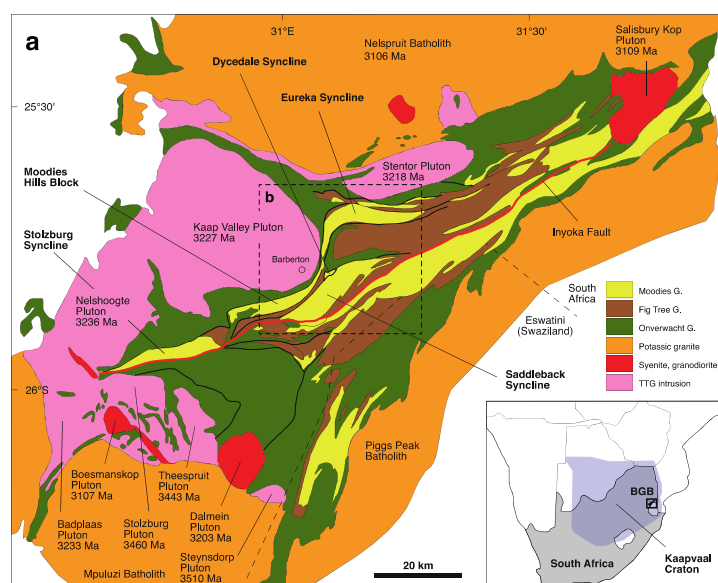 a
31°E
31°30'
Salisbury Kop
Pluton
3109 Ma
Nelspruit Batholith
3106 Ma
Dycedale Syncline
Eureka Syncline
25°30'
Moodies
Hills Block
Stentor Pluton
3218 Ma
b
Kaap Valley Pluton
3227 Ma
Stolzburg
Syncline
Barberton
Inyoka Fault
Nelshoogte
Pluton
3236 Ma
South
Africa
Eswatini
(Swaziland)
Moodies G.
Fig Tree G.
Onverwacht G.
Potassic granite
Syenite, granodiorite
TTG intrusion
26°S
Saddleback
Syncline
Piggs Peak
Batholith
Boesmanskop
Pluton
3107 Ma
Theespruit
Pluton
3443 Ma
Badplaas
Pluton
3233 Ma
Stolzburg
Pluton
3460 Ma
Dalmein
Pluton
3203 Ma
Steynsdorp
Pluton
3510 Ma
Mpuluzi Batholith
20 km
BGB
South Africa
Kaapvaal
Craton